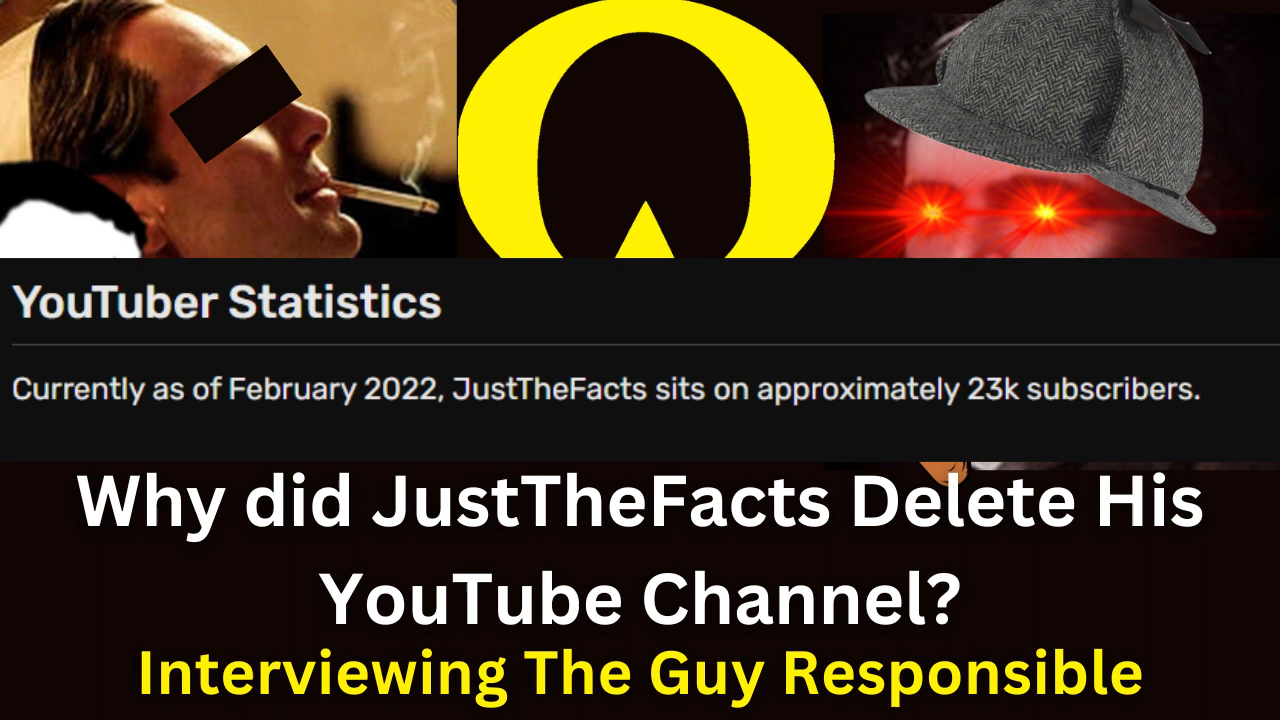 YouTuber Statistics
Currently as of February 2022, JustTheFacts sits on approximately 23k subscribers.
Why did JustTheFacts Delete His
YouTube Channel?
Interviewing The Guy Responsible